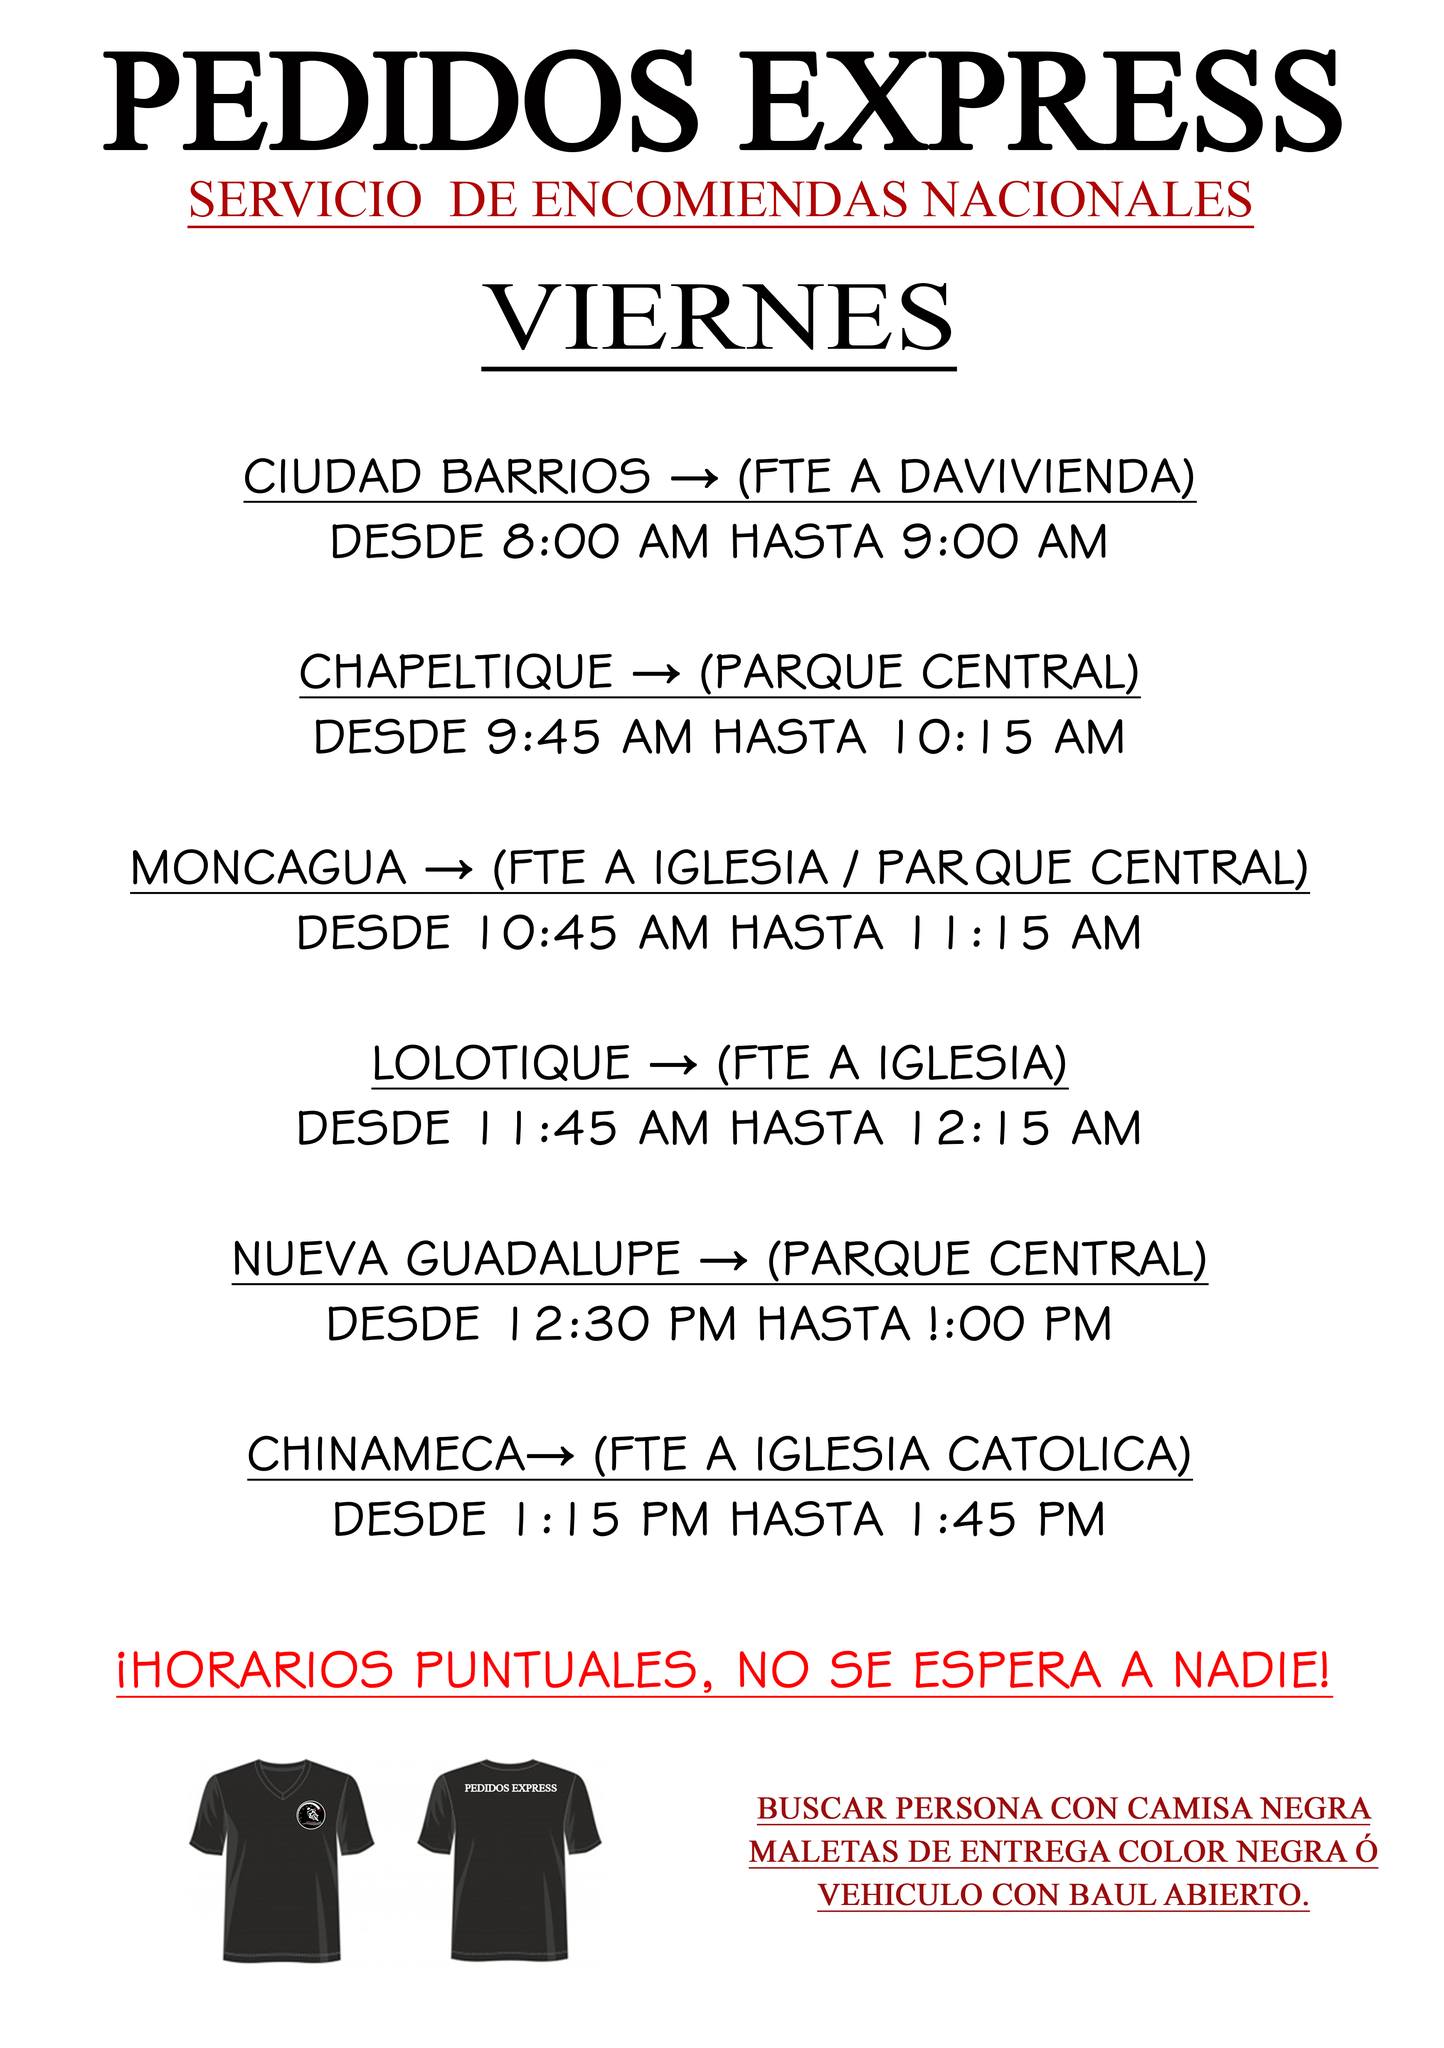 PEDIDOS EXPRESS
SERVICIO DE ENCOMIENDAS NACIONALES
VIERNES
CIUDAD BARRIOS → (FTE A DAVIVIENDA)
DESDE 8:00 AM HASTA 9:00 AM
CHAPELTIQUE → (PARQUE CENTRAL)
DESDE 9:45 AM HASTA 10:15 AM
MONCAGUA → (FTE A IGLESIA / PARQUE CENTRAL)
DESDE 10:45 AM HASTA 11:15 AM
LOLOTIQUE → (FTE A IGLESIA)
DESDE 11:45 AM HASTA 12:15 AM
NUEVA GUADALUPE → (PARQUE CENTRAL)
DESDE 12:30 PM HASTA !:00 PM
CHINAMECA→ (FTE A IGLESIA CATOLICA)
DESDE 1:15 PM HASTA 1:45 PM
¡HORARIOS PUNTUALES, NO SE ESPERA A NADIE!
PEDIDOS EXPRESS
BUSCAR PERSONA CON CAMISA NEGRA
MALETAS DE ENTREGA COLOR NEGRA Ó
VEHICULO CON BAUL ABIERTO.